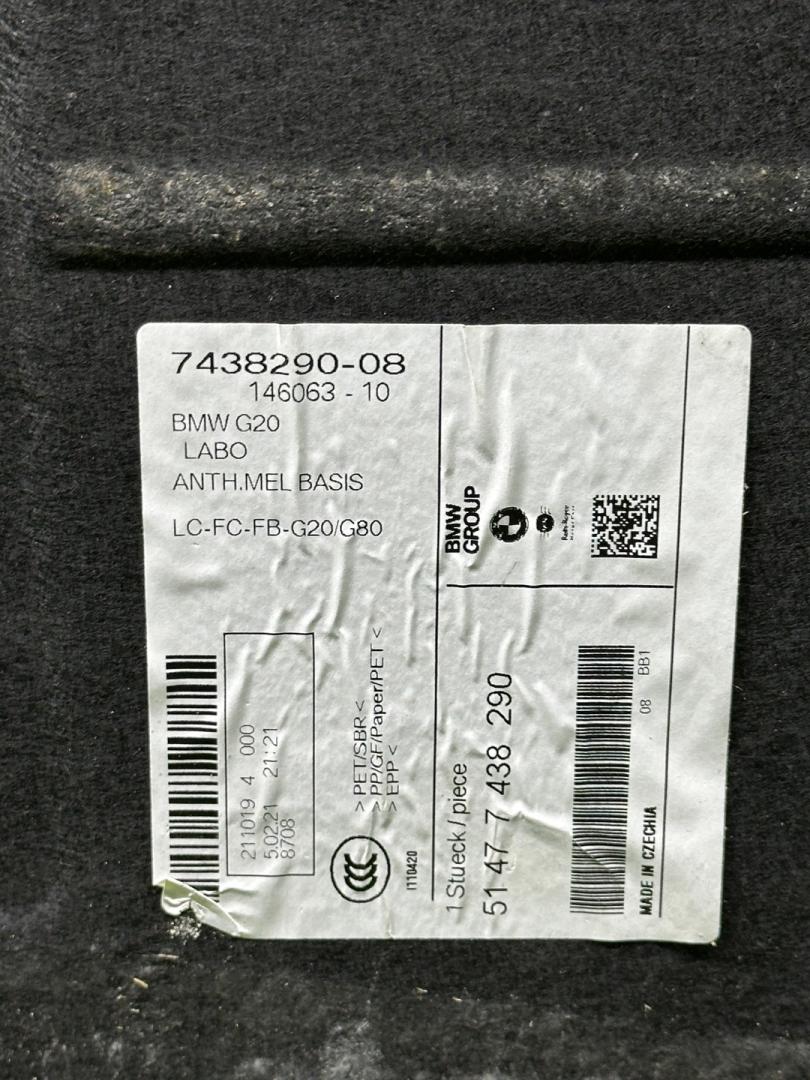 7438290-08
146063 - 10
BMW G20
LABO
ANTH.MEL BASIS
LC-FC-FB-G20/G80
211019 4 000
5.02.21 21:21
8708
> PET/SBR <
> PP/GF/Paper/PET <
> EPP <
CCC
I110420
BMW
GROUP
1 Stueck / piece
51 47 7 438 290
08 BB1
MADE IN CZECHIA